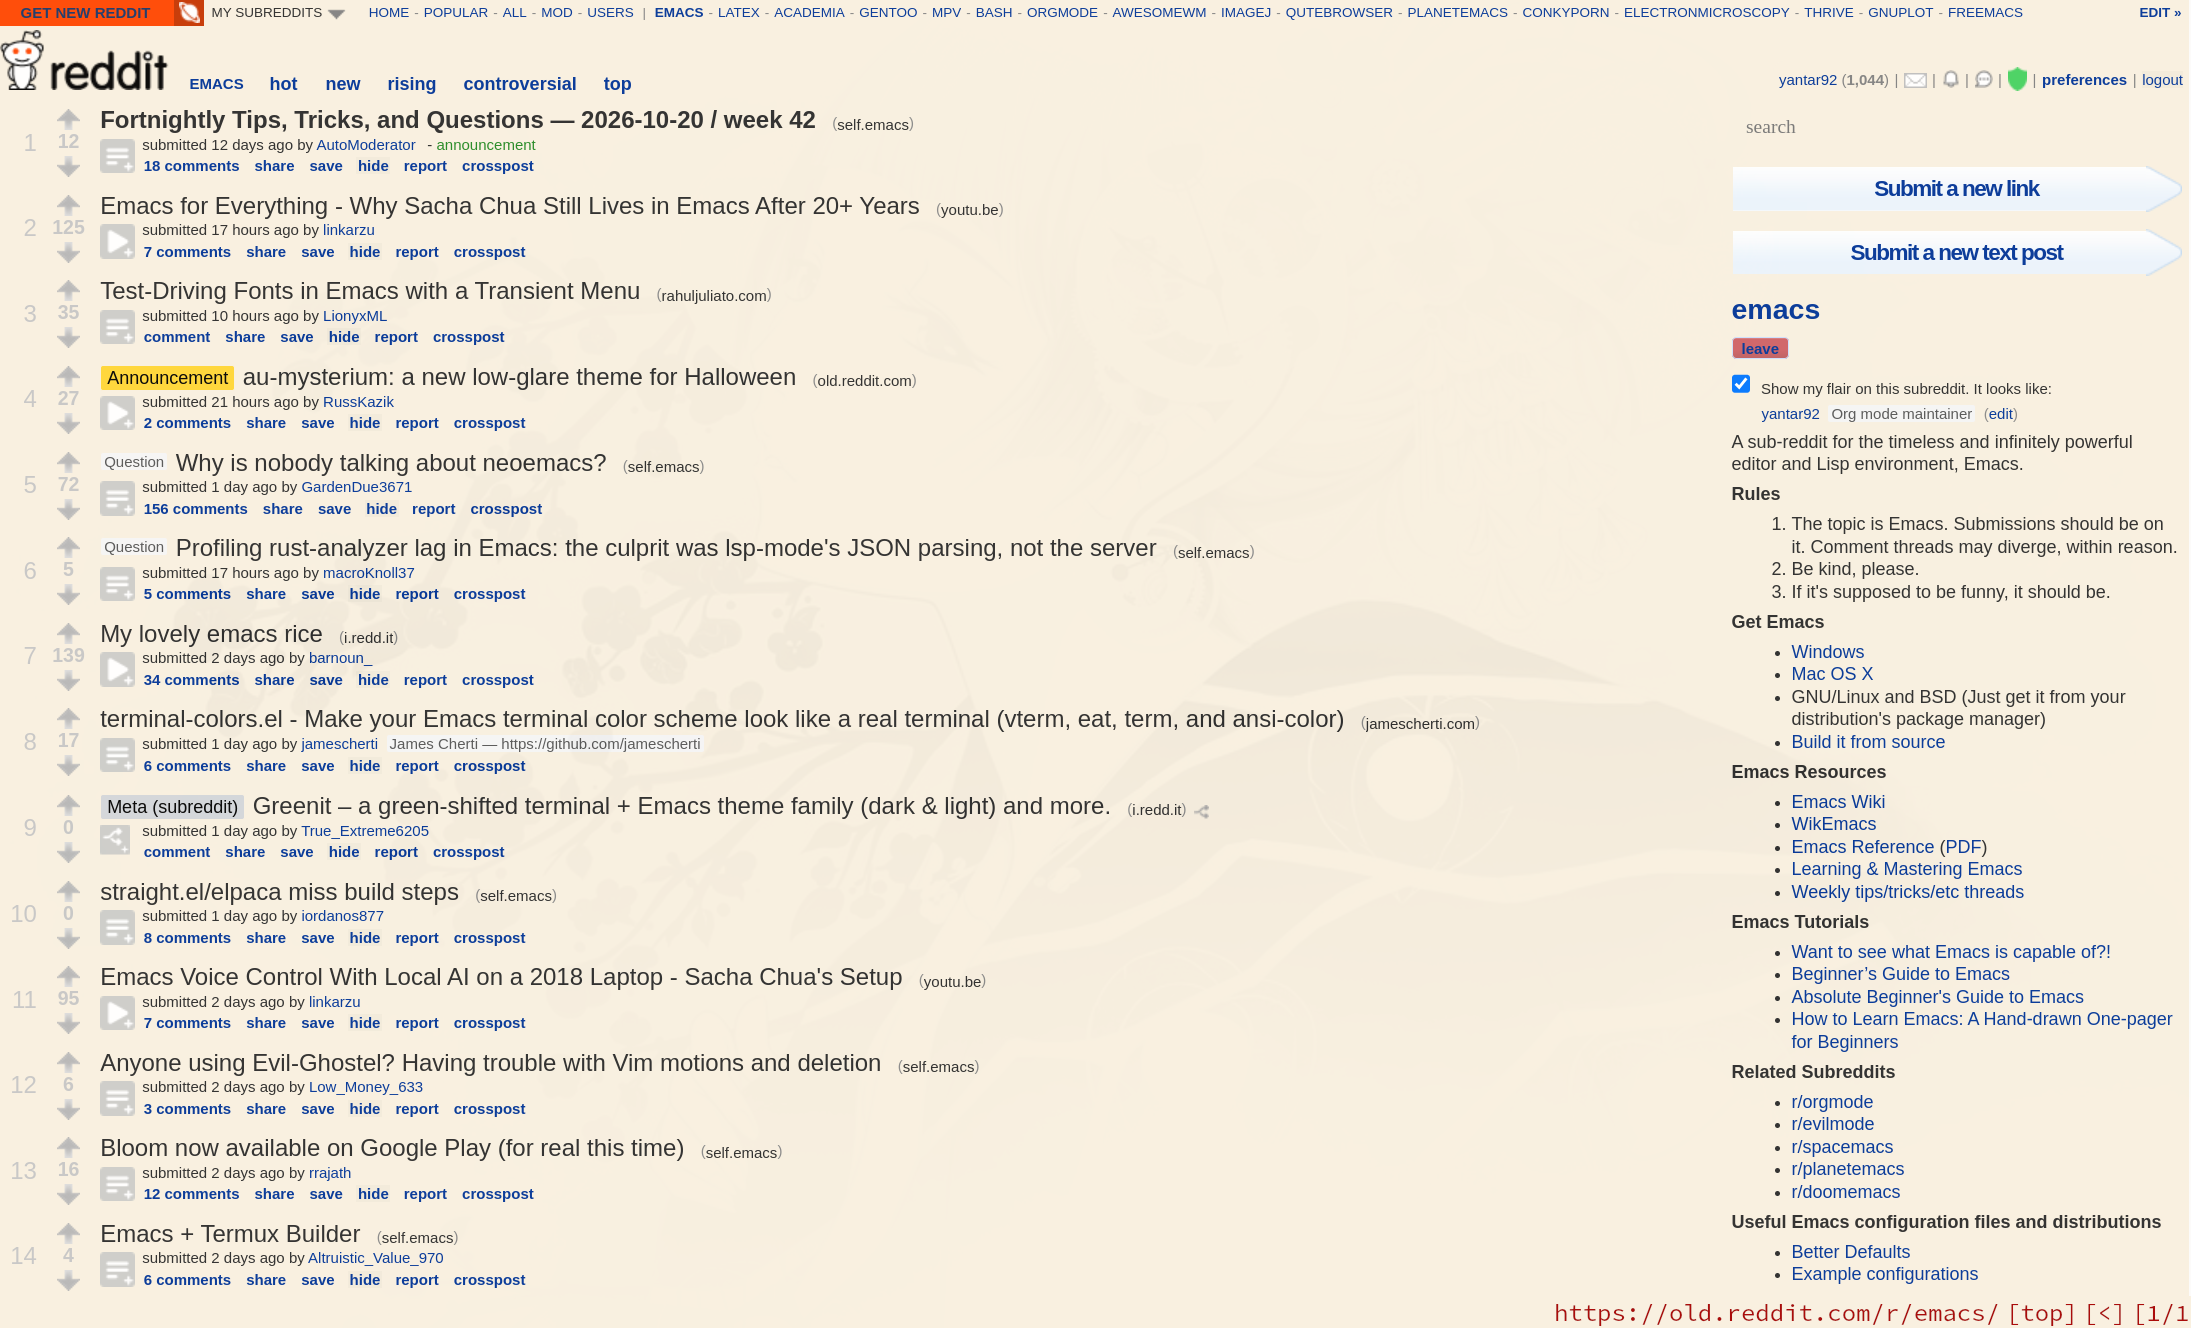 GET NEW REDDIT MY SUBREDDITS HOME - POPULAR - ALL - MOD - USERS | EMACS - LATEX - ACADEMIA - GENTOO - MPV - BASH - ORGMODE - AWESOMEWM - IMAGEJ - QUTEBROWSER - PLANETEMACS - CONKYPORN - ELECTRONMICROSCOPY - THRIVE - GNUPLOT - FREEMACS EDIT »
reddit EMACS hot new rising controversial top
yantar92 (1,044) | | | | | preferences | logout
1
12
Fortnightly Tips, Tricks, and Questions — 2026-10-20 / week 42 (self.emacs)
submitted 12 days ago by AutoModerator - announcement
18 comments share save hide report crosspost
2
125
Emacs for Everything - Why Sacha Chua Still Lives in Emacs After 20+ Years (youtu.be)
submitted 17 hours ago by linkarzu
7 comments share save hide report crosspost
3
35
Test-Driving Fonts in Emacs with a Transient Menu (rahuljuliato.com)
submitted 10 hours ago by LionyxML
comment share save hide report crosspost
4
27
Announcement au-mysterium: a new low-glare theme for Halloween (old.reddit.com)
submitted 21 hours ago by RussKazik
2 comments share save hide report crosspost
5
72
Question Why is nobody talking about neoemacs? (self.emacs)
submitted 1 day ago by GardenDue3671
156 comments share save hide report crosspost
6
5
Question Profiling rust-analyzer lag in Emacs: the culprit was lsp-mode's JSON parsing, not the server (self.emacs)
submitted 17 hours ago by macroKnoll37
5 comments share save hide report crosspost
7
139
My lovely emacs rice (i.redd.it)
submitted 2 days ago by barnoun_
34 comments share save hide report crosspost
8
17
terminal-colors.el - Make your Emacs terminal color scheme look like a real terminal (vterm, eat, term, and ansi-color) (jamescherti.com)
submitted 1 day ago by jamescherti James Cherti — https://github.com/jamescherti
6 comments share save hide report crosspost
9
0
Meta (subreddit) Greenit – a green-shifted terminal + Emacs theme family (dark & light) and more. (i.redd.it)
submitted 1 day ago by True_Extreme6205
comment share save hide report crosspost
10
0
straight.el/elpaca miss build steps (self.emacs)
submitted 1 day ago by iordanos877
8 comments share save hide report crosspost
11
95
Emacs Voice Control With Local AI on a 2018 Laptop - Sacha Chua's Setup (youtu.be)
submitted 2 days ago by linkarzu
7 comments share save hide report crosspost
12
6
Anyone using Evil-Ghostel? Having trouble with Vim motions and deletion (self.emacs)
submitted 2 days ago by Low_Money_633
3 comments share save hide report crosspost
13
16
Bloom now available on Google Play (for real this time) (self.emacs)
submitted 2 days ago by rrajath
12 comments share save hide report crosspost
14
4
Emacs + Termux Builder (self.emacs)
submitted 2 days ago by Altruistic_Value_970
6 comments share save hide report crosspost
search
Submit a new link
Submit a new text post
emacs
leave
Show my flair on this subreddit. It looks like:
yantar92 Org mode maintainer (edit)
A sub-reddit for the timeless and infinitely powerful
editor and Lisp environment, Emacs.
Rules
1. The topic is Emacs. Submissions should be on
it. Comment threads may diverge, within reason.
2. Be kind, please.
3. If it's supposed to be funny, it should be.
Get Emacs
• Windows
• Mac OS X
• GNU/Linux and BSD (Just get it from your
distribution's package manager)
• Build it from source
Emacs Resources
• Emacs Wiki
• WikEmacs
• Emacs Reference (PDF)
• Learning & Mastering Emacs
• Weekly tips/tricks/etc threads
Emacs Tutorials
• Want to see what Emacs is capable of?!
• Beginner’s Guide to Emacs
• Absolute Beginner's Guide to Emacs
• How to Learn Emacs: A Hand-drawn One-pager
for Beginners
Related Subreddits
• r/orgmode
• r/evilmode
• r/spacemacs
• r/planetemacs
• r/doomemacs
Useful Emacs configuration files and distributions
• Better Defaults
• Example configurations
https://old.reddit.com/r/emacs/ [top] [<] [1/1